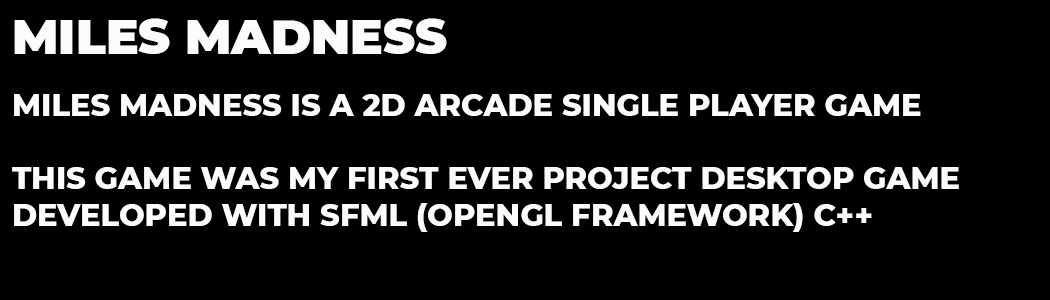 MILES MADNESS
MILES MADNESS IS A 2D ARCADE SINGLE PLAYER GAME
THIS GAME WAS MY FIRST EVER PROJECT DESKTOP GAME
DEVELOPED WITH SFML (OPENGL FRAMEWORK) C++